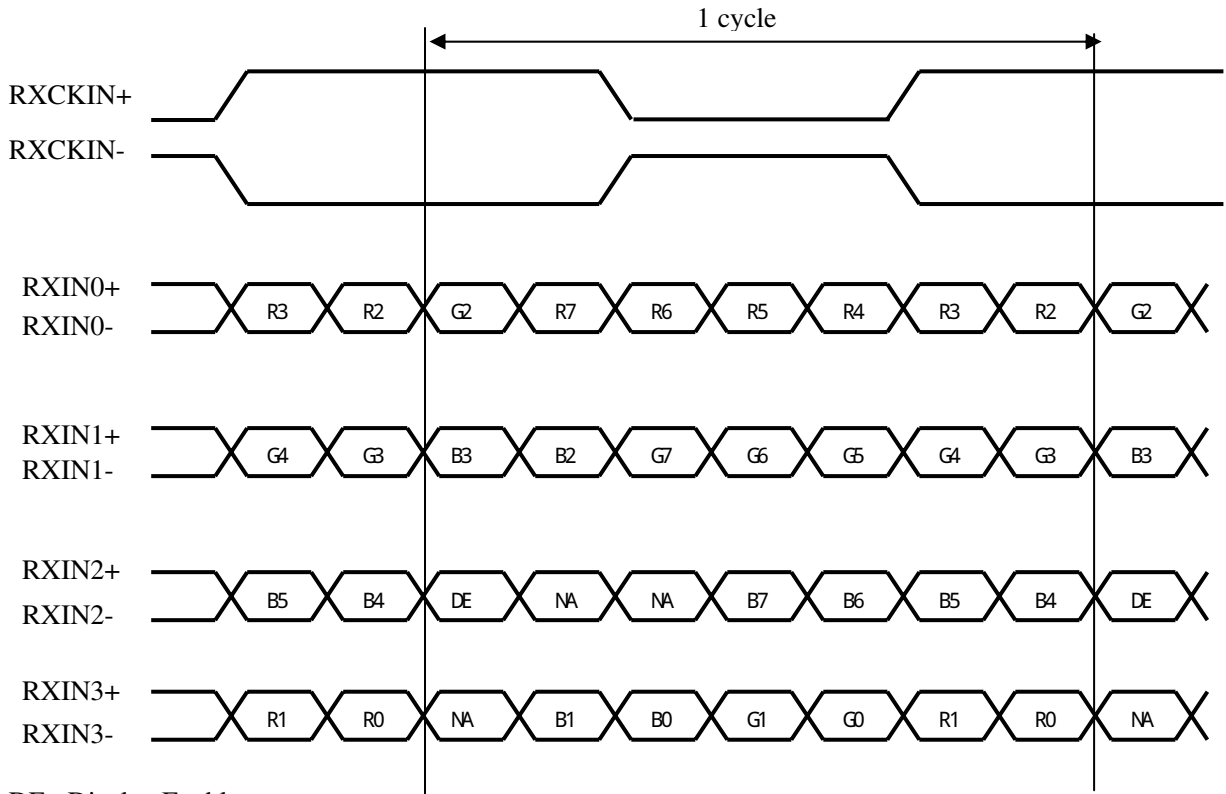 1 cycle
RXCKIN+
RXCKIN-
RXIN0+
R3 R2 G2 R7 R6 R5 R4 R3 R2 G2
RXIN0-
RXIN1+
G4 G3 B3 B2 G7 G6 G5 G4 G3 B3
RXIN1-
RXIN2+
B5 B4 DE NA NA B7 B6 B5 B4 DE
RXIN2-
RXIN3+
R1 R0 NA B1 B0 G1 G0 R1 R0 NA
RXIN3-